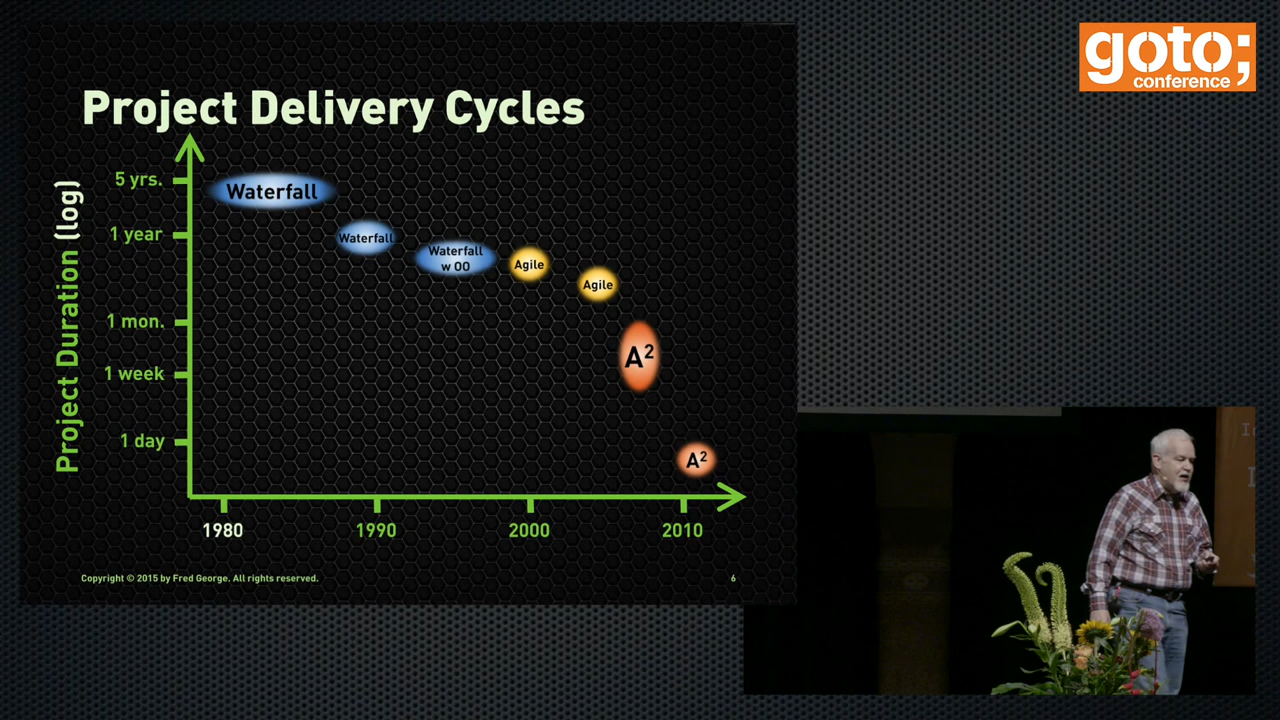 goto;
conference
Project Delivery Cycles
Project Duration (log)
5 yrs.
1 year
1 mon.
1 week
1 day
Waterfall
Waterfall
Waterfall
w OO
Agile
Agile
A²
A²
1980
1990
2000
2010
Copyright © 2015 by Fred George. All rights reserved.
6